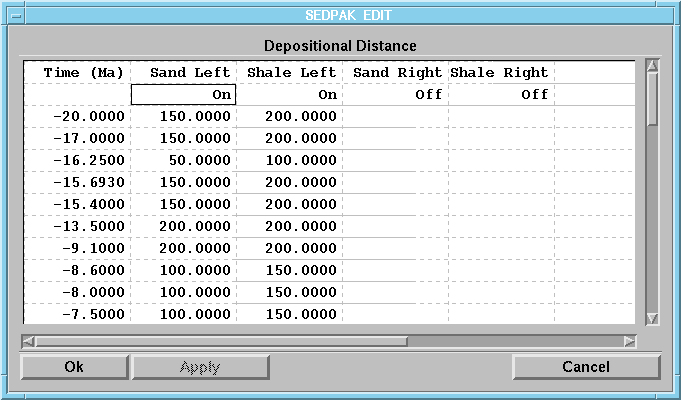 SEDPAK EDIT
Depositional Distance
Time (Ma) Sand Left Shale Left Sand Right Shale Right
On On Off Off
-20.0000 150.0000 200.0000
-17.0000 150.0000 200.0000
-16.2500 50.0000 100.0000
-15.6930 150.0000 200.0000
-15.4000 150.0000 200.0000
-13.5000 200.0000 200.0000
-9.1000 200.0000 200.0000
-8.6000 100.0000 150.0000
-8.0000 100.0000 150.0000
-7.5000 100.0000 150.0000
Ok Apply Cancel